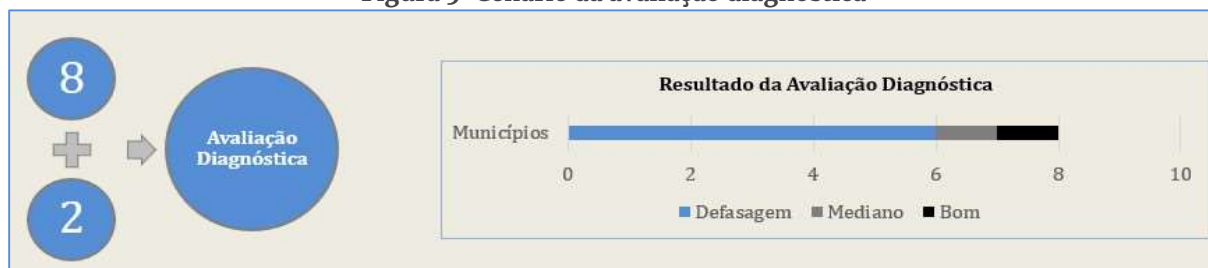 8
2
Avaliação
Diagnóstica
Resultado da Avaliação Diagnóstica
Municípios
0 2 4 6 8 10
Defasagem Mediano Bom